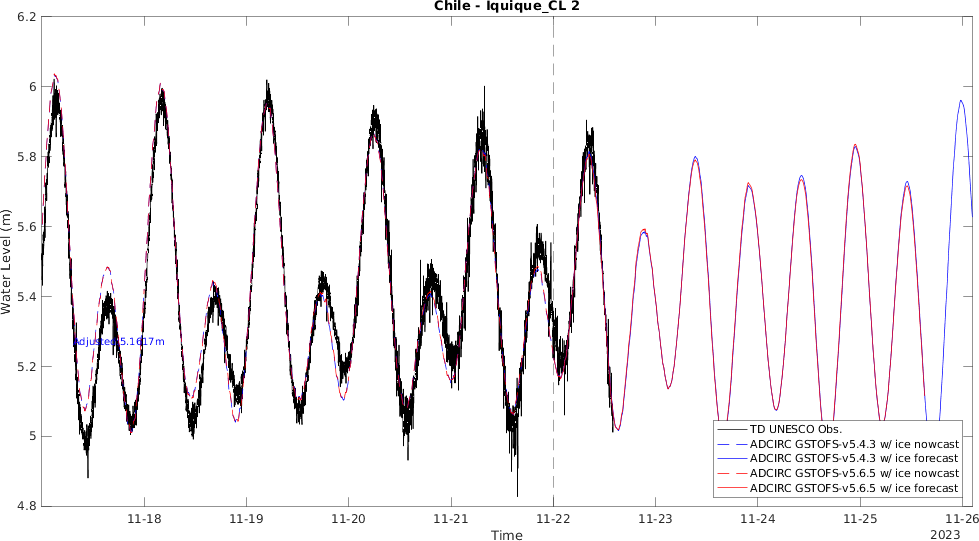 Chile - Iquique_CL 2
6.2
6
5.8
5.6
5.4
5.2
5
4.8
Water Level (m)
Adjusted 5.1617m
TD UNESCO Obs.
ADCIRC GSTOFS-v5.4.3 w/ ice nowcast
ADCIRC GSTOFS-v5.4.3 w/ ice forecast
ADCIRC GSTOFS-v5.6.5 w/ ice nowcast
ADCIRC GSTOFS-v5.6.5 w/ ice forecast
11-18 11-19 11-20 11-21 11-22 11-23 11-24 11-25 11-26
Time
2023